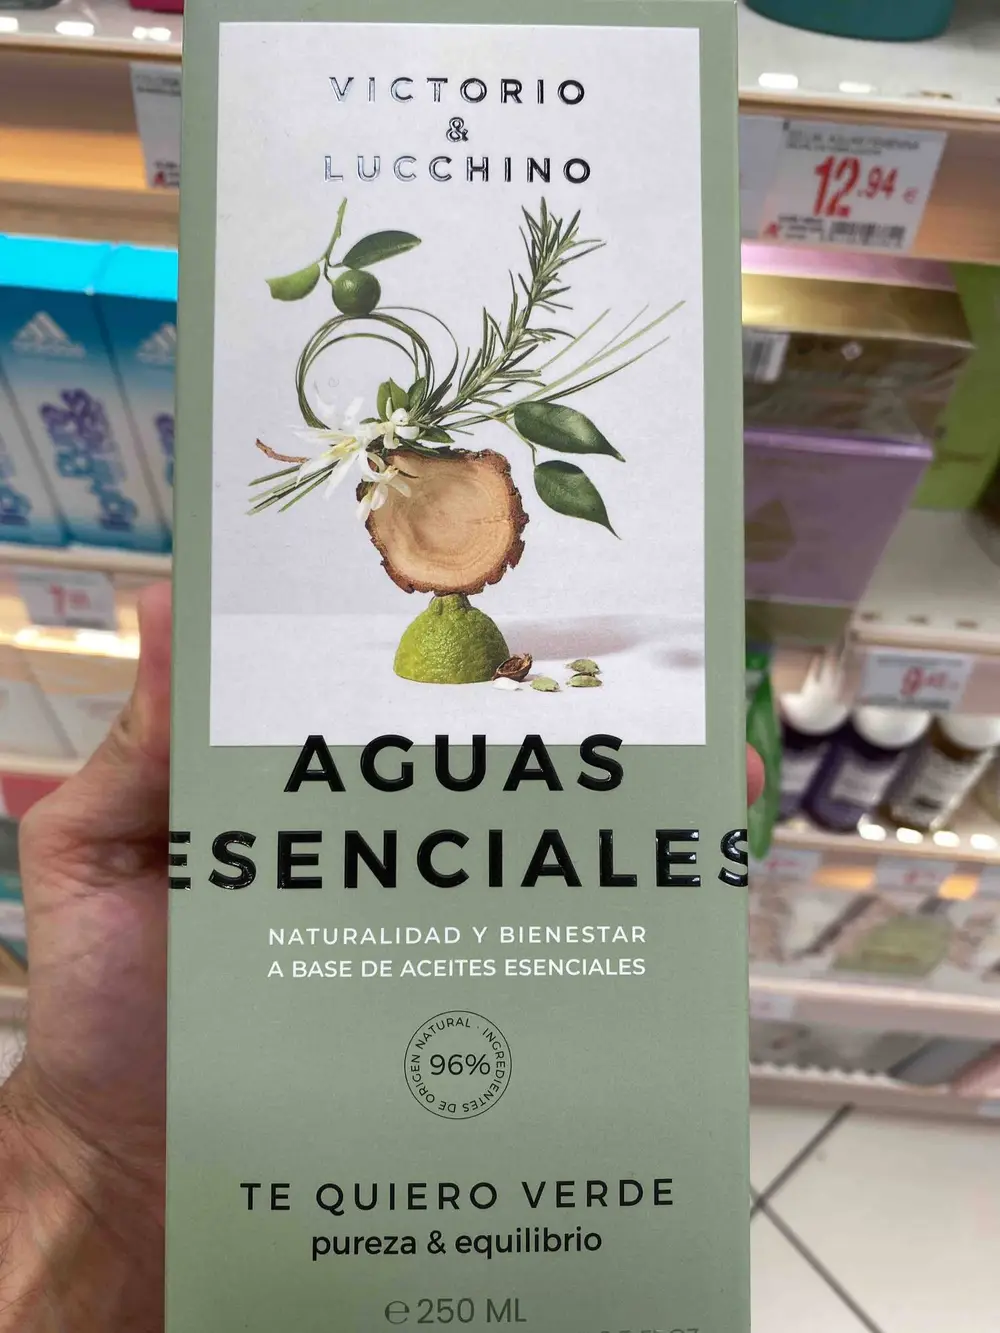 VICTORIO
&
LUCCHINO
AGUAS
ESENCIALES
NATURALIDAD Y BIENESTAR
A BASE DE ACEITES ESENCIALES
INGREDIENTES DE ORIGEN NATURAL ·
96%
TE QUIERO VERDE
pureza & equilibrio
℮ 250 ML
12.94 €
adidas